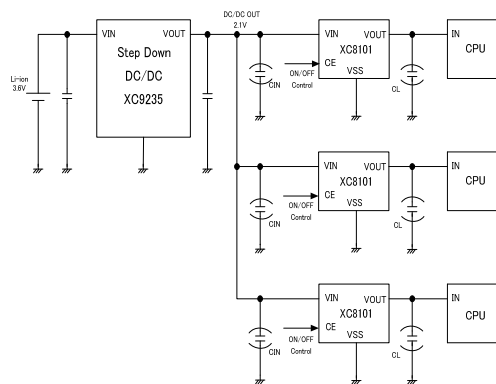 DC/DC OUT
2.1V
VIN
VOUT
Step Down
DC/DC
XC9235
Li-ion
3.6V
VIN
VOUT
XC8101
CE
VSS
ON/OFF
Control
CIN
CL
IN
CPU
VIN
VOUT
XC8101
CE
VSS
ON/OFF
Control
CIN
CL
IN
CPU
VIN
VOUT
XC8101
CE
VSS
ON/OFF
Control
CIN
CL
IN
CPU